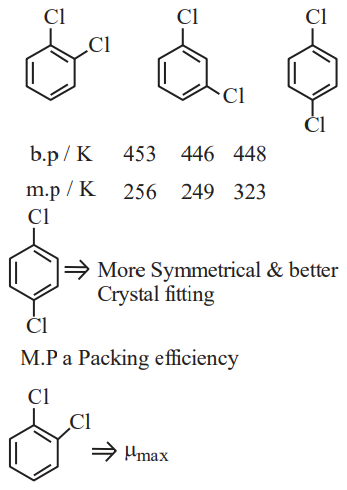 Cl Cl Cl
Cl
Cl
Cl
b.p / K 453 446 448
m.p / K 256 249 323
Cl
⇒ More Symmetrical & better
Crystal fitting
Cl
M.P a Packing efficiency
Cl
Cl
⇒ μmax